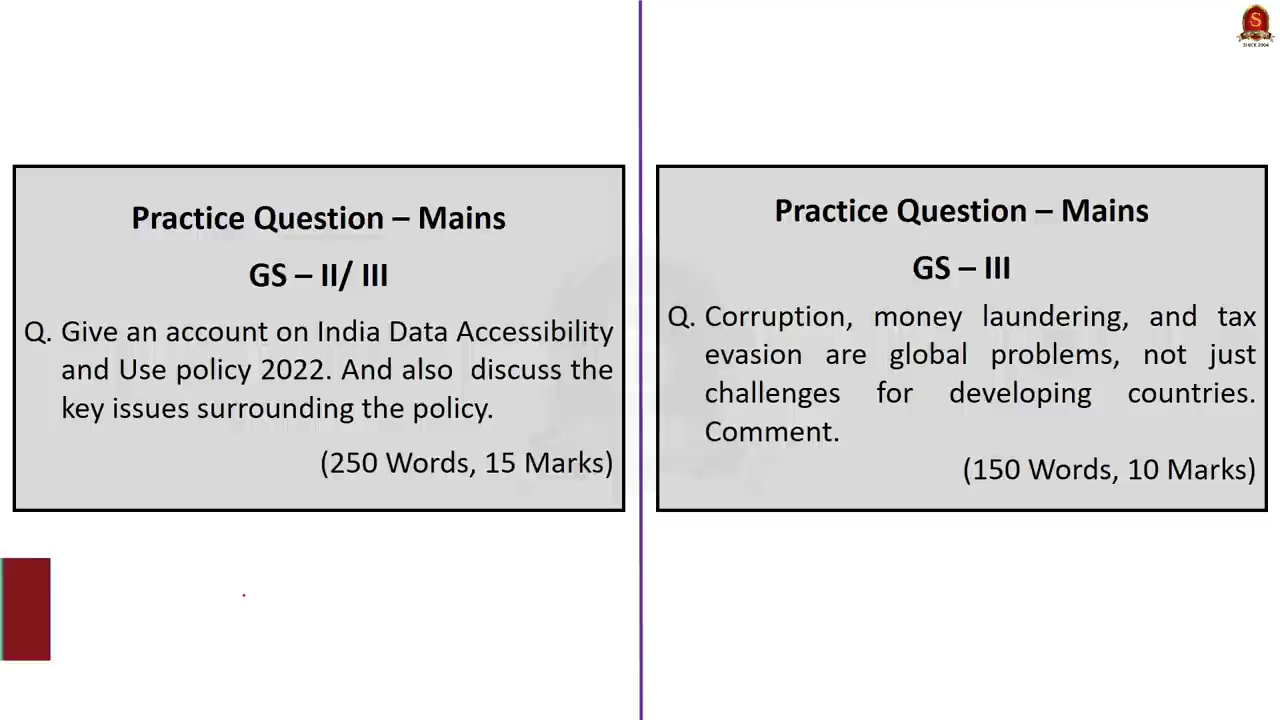 Practice Question – Mains
GS – II/ III
Q. Give an account on India Data Accessibility
and Use policy 2022. And also discuss the
key issues surrounding the policy.
(250 Words, 15 Marks)
Practice Question – Mains
GS – III
Q. Corruption, money laundering, and tax
evasion are global problems, not just
challenges for developing countries.
Comment.
(150 Words, 10 Marks)
S
SINCE 2004